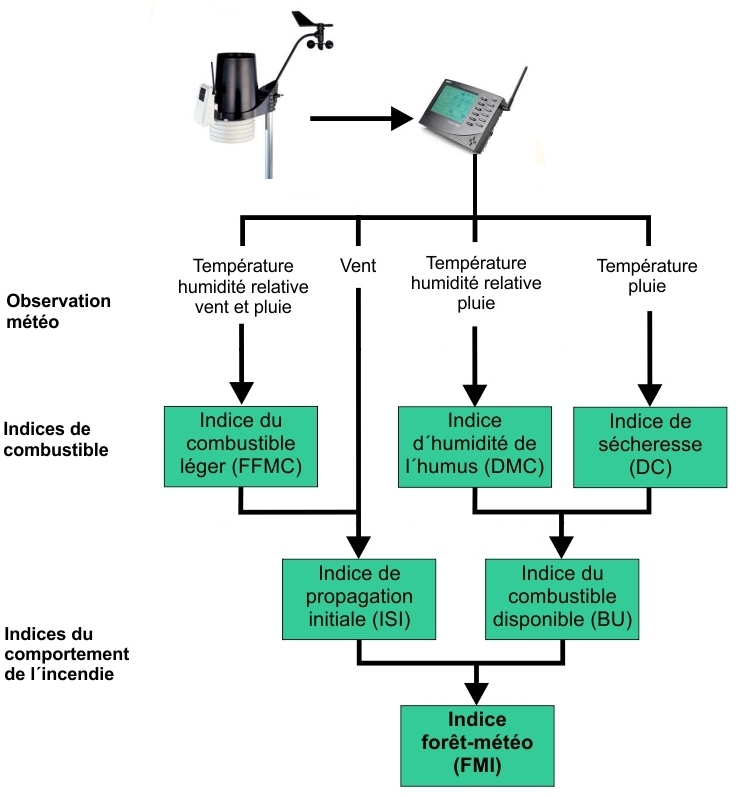 Température
humidité relative
vent et pluie
Vent
Température
humidité relative
pluie
Température
pluie
Observation
météo
Indices de
combustible
Indice du
combustible
léger (FFMC)
Indice
d´humidité de
l´humus (DMC)
Indice de
sécheresse
(DC)
Indice de
propagation
initiale (ISI)
Indice du
combustible
disponible (BU)
Indices du
comportement
de l´incendie
Indice
forêt-météo
(FMI)